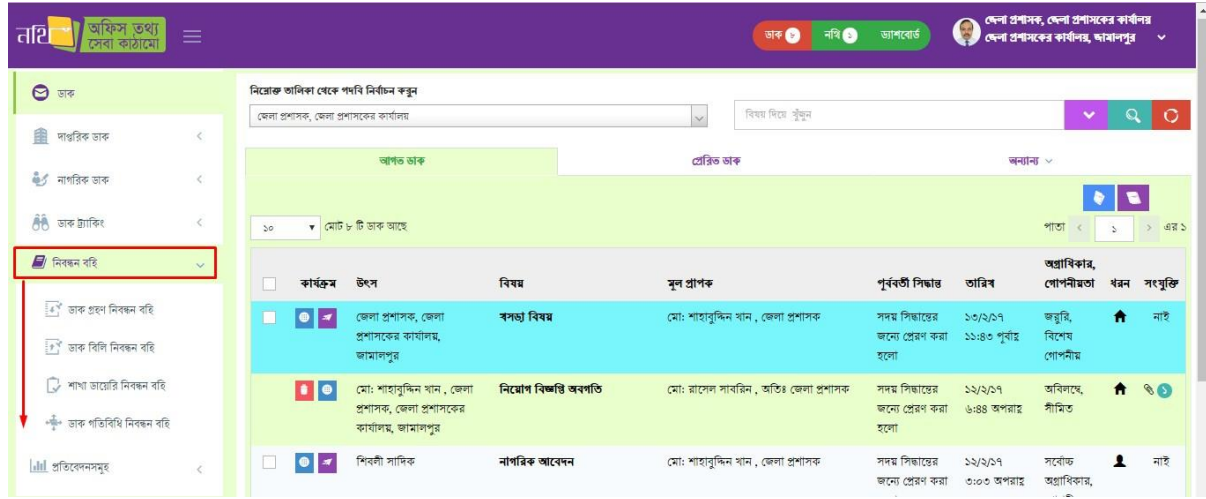 নথি অফিস তথ্য
সেবা কাঠামো
ডাক ৮ নথি ১ ড্যাশবোর্ড
জেলা প্রশাসক, জেলা প্রশাসকের কার্যালয়
জেলা প্রশাসকের কার্যালয়, জামালপুর
ডাক
দাপ্তরিক ডাক
নাগরিক ডাক
ডাক ট্র্যাকিং
নিবন্ধন বহি
ডাক গ্রহণ নিবন্ধন বহি
ডাক বিলি নিবন্ধন বহি
শাখা ডায়েরি নিবন্ধন বহি
ডাক গতিবিধি নিবন্ধন বহি
প্রতিবেদনসমূহ
নিম্নোক্ত তালিকা থেকে পদবি নির্বাচন করুন
জেলা প্রশাসক, জেলা প্রশাসকের কার্যালয়
বিষয় দিয়ে খুঁজুন
আগত ডাক প্রেরিত ডাক অন্যান্য
১০ মোট ৮ টি ডাক আছে
পাতা ১ এর ১
কার্যক্রম উৎস বিষয় মূল প্রাপক পূর্ববর্তী সিদ্ধান্ত তারিখ অগ্রাধিকার,
গোপনীয়তা ধরন সংযুক্তি
জেলা প্রশাসক, জেলা
প্রশাসকের কার্যালয়,
জামালপুর
খসড়া বিষয়
মো: শাহাবুদ্দিন খান , জেলা প্রশাসক
সদয় সিদ্ধান্তের
জন্যে প্রেরণ করা
হলো
১৩/২/১৭
১১:৪৩ পূর্বাহ্ণ
জরুরি,
বিশেষ
গোপনীয়
নাই
মো: শাহাবুদ্দিন খান , জেলা
প্রশাসক, জেলা প্রশাসকের
কার্যালয়, জামালপুর
নিয়োগ বিজ্ঞপ্তি অবগতি
মো: রাসেল সাবরিন , অতিঃ জেলা প্রশাসক
সদয় সিদ্ধান্তের
জন্যে প্রেরণ করা
হলো
১২/২/১৭
৬:৪৪ অপরাহ্ণ
অবিলম্বে,
সীমিত
১
শিবলী সাদিক
নাগরিক আবেদন
মো: শাহাবুদ্দিন খান , জেলা প্রশাসক
সদয় সিদ্ধান্তের
জন্যে প্রেরণ করা
১২/২/১৭
৩:০৩ অপরাহ্ণ
সর্বোচ্চ
অগ্রাধিকার,
নাই